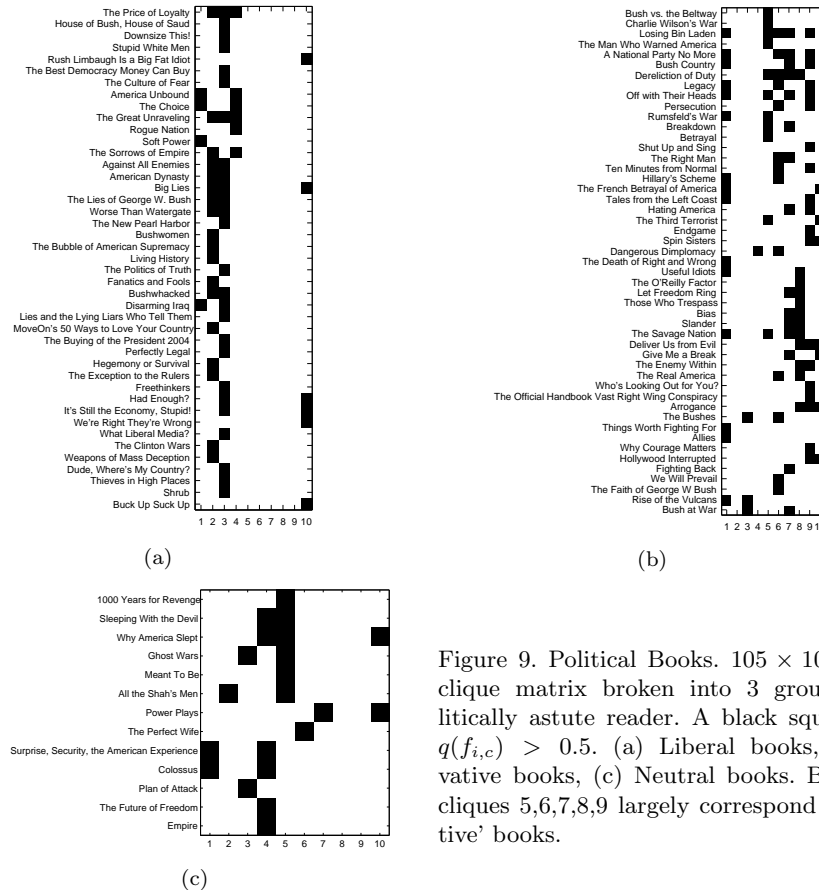 The Price of Loyalty
House of Bush, House of Saud
Downsize This!
Stupid White Men
Rush Limbaugh Is a Big Fat Idiot
The Best Democracy Money Can Buy
The Culture of Fear
America Unbound
The Choice
The Great Unraveling
Rogue Nation
Soft Power
The Sorrows of Empire
Against All Enemies
American Dynasty
Big Lies
The Lies of George W. Bush
Worse Than Watergate
The New Pearl Harbor
Bushwomen
The Bubble of American Supremacy
Living History
The Politics of Truth
Fanatics and Fools
Bushwhacked
Disarming Iraq
Lies and the Lying Liars Who Tell Them
MoveOn's 50 Ways to Love Your Country
The Buying of the President 2004
Perfectly Legal
Hegemony or Survival
The Exception to the Rulers
Freethinkers
Had Enough?
It's Still the Economy, Stupid!
We're Right They're Wrong
What Liberal Media?
The Clinton Wars
Weapons of Mass Deception
Dude, Where's My Country?
Thieves in High Places
Shrub
Buck Up Suck Up
1 2 3 4 5 6 7 8 9 10
(a)
Bush vs. the Beltway
Charlie Wilson's War
Losing Bin Laden
The Man Who Warned America
A National Party No More
Bush Country
Dereliction of Duty
Legacy
Off with Their Heads
Persecution
Rumsfeld's War
Breakdown
Betrayal
Shut Up and Sing
The Right Man
Ten Minutes from Normal
Hillary's Scheme
The French Betrayal of America
Tales from the Left Coast
Hating America
The Third Terrorist
Endgame
Spin Sisters
Dangerous Dimplomacy
The Death of Right and Wrong
Useful Idiots
The O'Reilly Factor
Let Freedom Ring
Those Who Trespass
Bias
Slander
The Savage Nation
Deliver Us from Evil
Give Me a Break
The Enemy Within
The Real America
Who's Looking Out for You?
The Official Handbook Vast Right Wing Conspiracy
Arrogance
The Bushes
Things Worth Fighting For
Allies
Why Courage Matters
Hollywood Interrupted
Fighting Back
We Will Prevail
The Faith of George W Bush
Rise of the Vulcans
Bush at War
1 2 3 4 5 6 7 8 9 1
(b)
1000 Years for Revenge
Sleeping With the Devil
Why America Slept
Ghost Wars
Meant To Be
All the Shah's Men
Power Plays
The Perfect Wife
Surprise, Security, the American Experience
Colossus
Plan of Attack
The Future of Freedom
Empire
1 2 3 4 5 6 7 8 9 10
(c)
Figure 9. Political Books. 105 × 10
clique matrix broken into 3 grou
litically astute reader. A black squ
q(f_{i,c}) > 0.5. (a) Liberal books,
vative books, (c) Neutral books. B
cliques 5,6,7,8,9 largely correspond
tive' books.